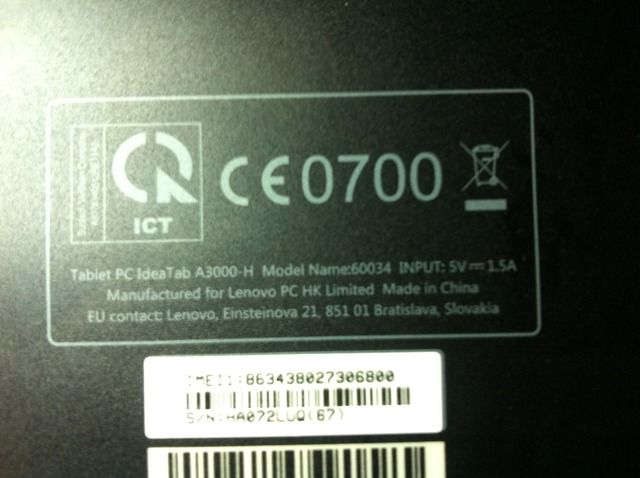 CE0700
ICT
Tablet PC IdeaTab A3000-H Model Name:60034 INPUT: 5V⎓1.5A
Manufactured for Lenovo PC HK Limited Made in China
EU contact: Lenovo, Einsteinova 21, 851 01 Bratislava, Slovakia
IMEI1:863438027306800
S/N:HA072LGQ(67)